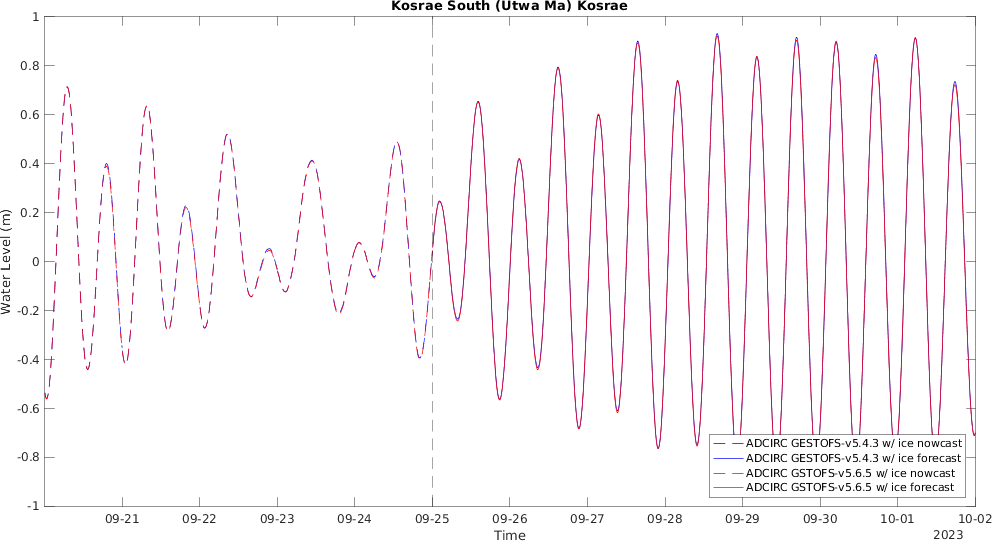 Kosrae South (Utwa Ma) Kosrae
1
0.8
0.6
0.4
0.2
0
-0.2
-0.4
-0.6
-0.8
-1
Water Level (m)
ADCIRC GESTOFS-v5.4.3 w/ ice nowcast
ADCIRC GESTOFS-v5.4.3 w/ ice forecast
ADCIRC GSTOFS-v5.6.5 w/ ice nowcast
ADCIRC GSTOFS-v5.6.5 w/ ice forecast
09-21 09-22 09-23 09-24 09-25 09-26 09-27 09-28 09-29 09-30 10-01 10-02
Time
2023